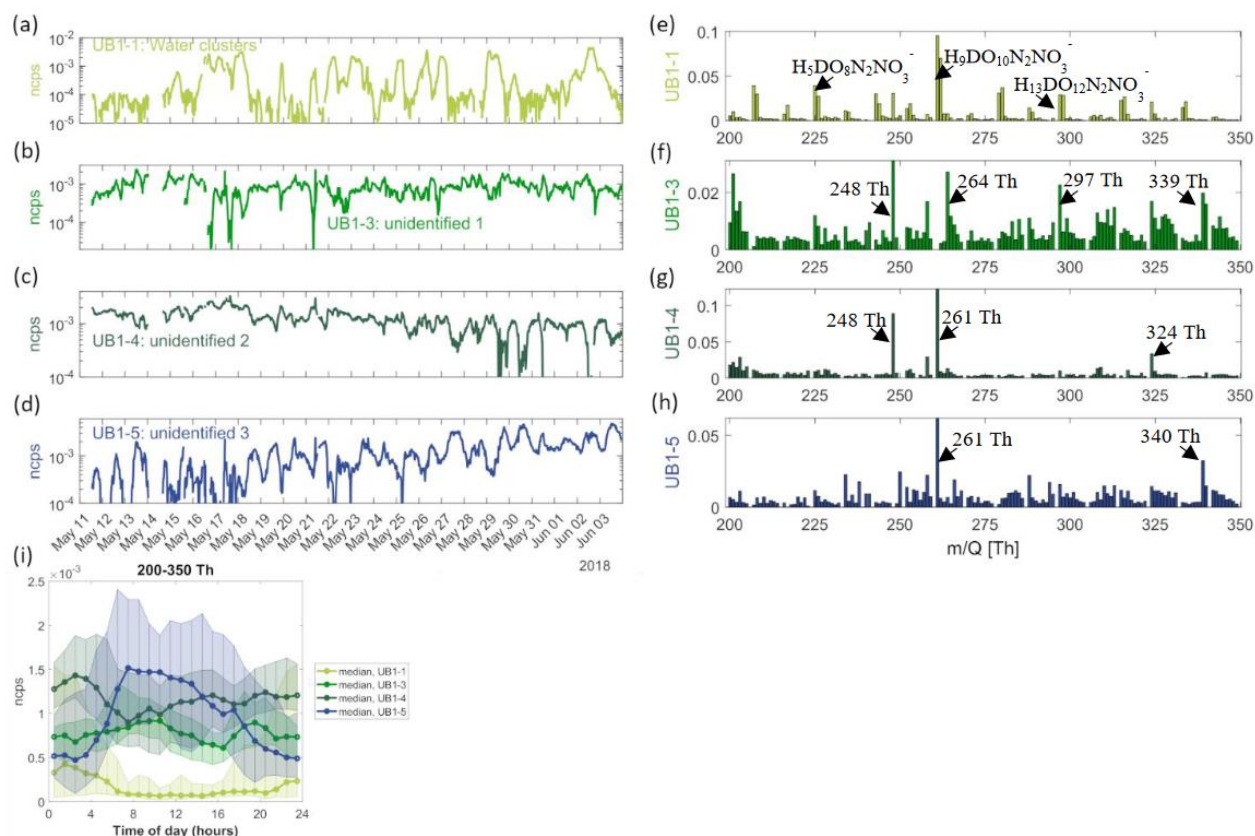 (a)
10⁻²
10⁻³
10⁻⁴
10⁻⁵
ncps
UB1-1: Water clusters
(b)
10⁻³
10⁻⁴
ncps
UB1-3: unidentified 1
(c)
10⁻³
10⁻⁴
ncps
UB1-4: unidentified 2
(d)
10⁻³
10⁻⁴
ncps
UB1-5: unidentified 3
May 11 May 12 May 13 May 14 May 15 May 16 May 17 May 18 May 19 May 20 May 21 May 22 May 23 May 24 May 25 May 26 May 27 May 28 May 29 May 30 May 31 Jun 01 Jun 02 Jun 03
2018
(e)
0.1
0.05
0
UB1-1
H₅DO₈N₂NO₃⁻
H₉DO₁₀N₂NO₃⁻
H₁₃DO₁₂N₂NO₃⁻
200 225 250 275 300 325 350
(f)
0.02
0
UB1-3
248 Th
264 Th
297 Th
339 Th
200 225 250 275 300 325 350
(g)
0.1
0.05
0
UB1-4
248 Th
261 Th
324 Th
200 225 250 275 300 325 350
(h)
0.05
0
UB1-5
261 Th
340 Th
200 225 250 275 300 325 350
m/Q [Th]
(i)
×10⁻³
200-350 Th
2.5
2
1.5
1
0.5
0
ncps
0 4 8 12 16 20 24
Time of day (hours)
median, UB1-1
median, UB1-3
median, UB1-4
median, UB1-5